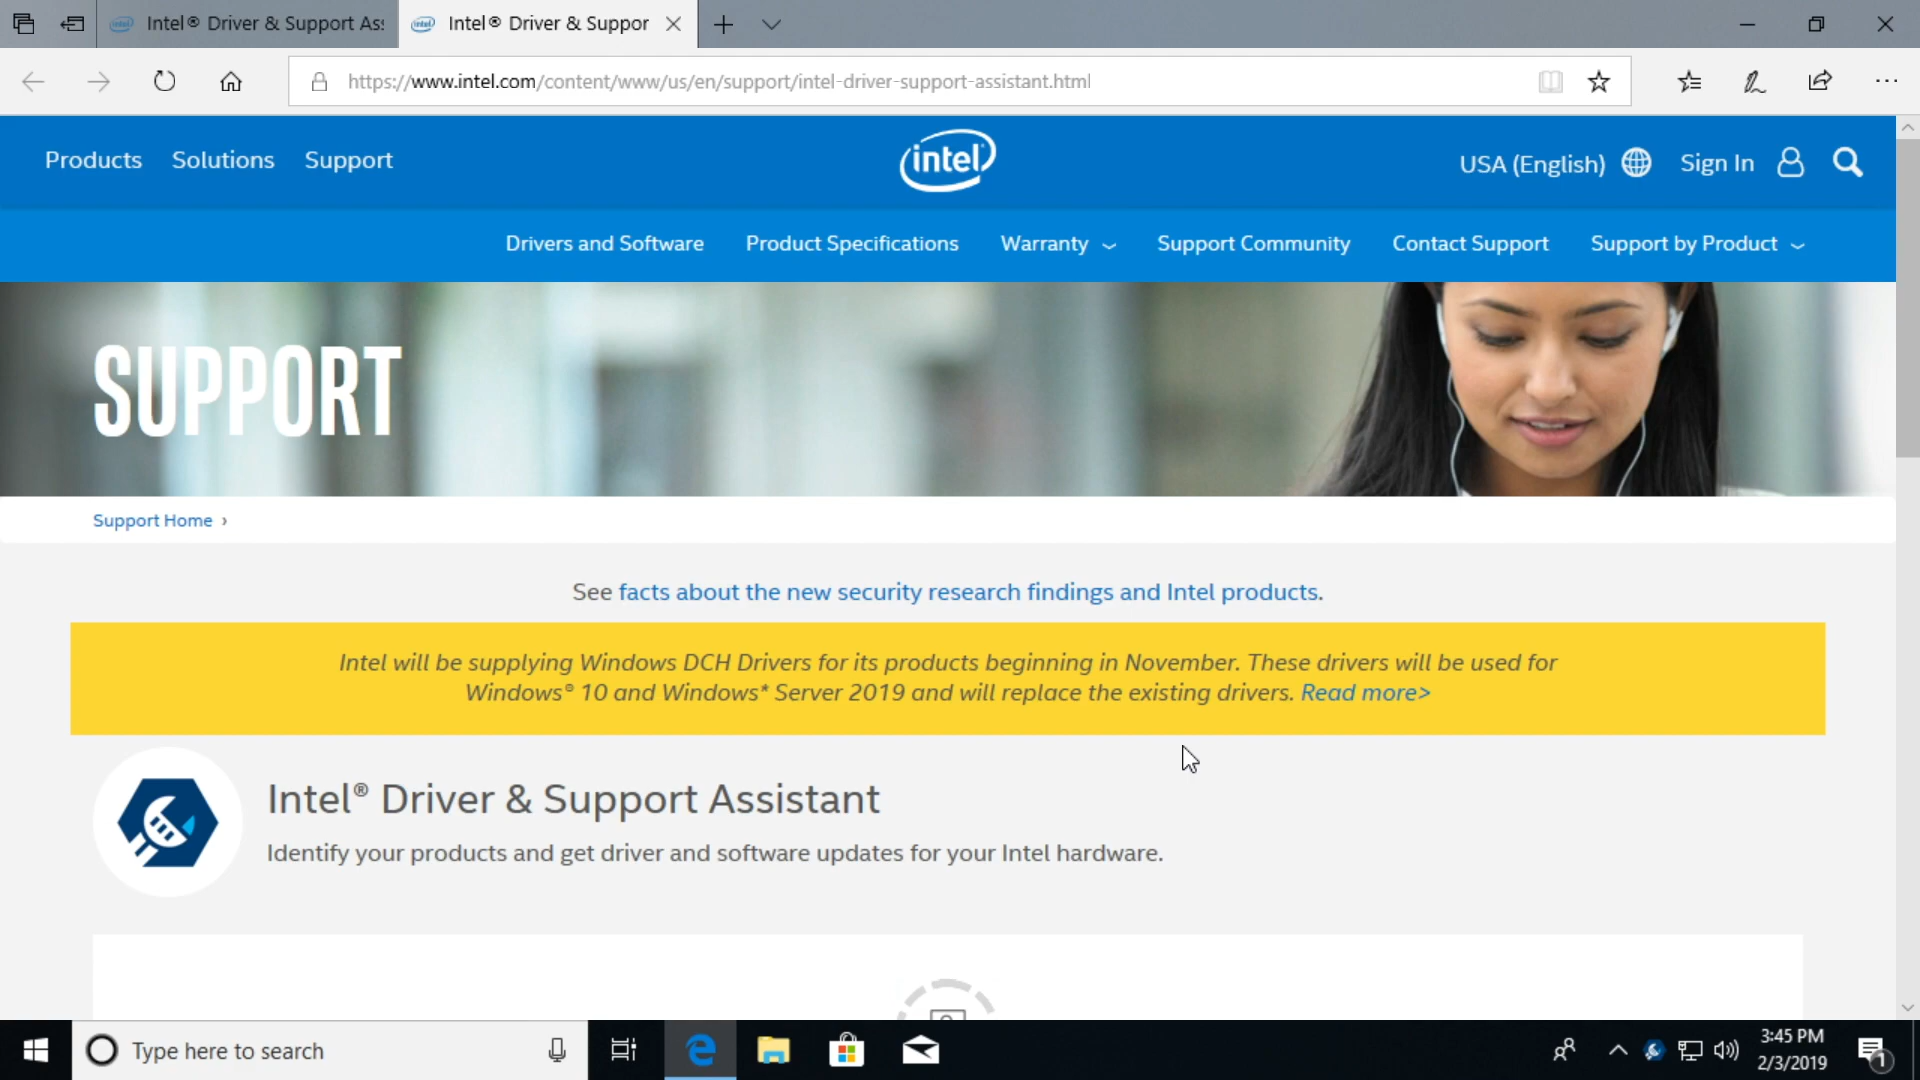 Intel® Driver & Support As:
Intel® Driver & Suppor
https://www.intel.com/content/www/us/en/support/intel-driver-support-assistant.html
Products Solutions Support
intel
USA (English) Sign In
Drivers and Software Product Specifications Warranty Support Community Contact Support Support by Product
SUPPORT
Support Home ›
See facts about the new security research findings and Intel products.
Intel will be supplying Windows DCH Drivers for its products beginning in November. These drivers will be used for
Windows® 10 and Windows* Server 2019 and will replace the existing drivers. Read more>
Intel® Driver & Support Assistant
Identify your products and get driver and software updates for your Intel hardware.
Type here to search
3:45 PM
2/3/2019
1